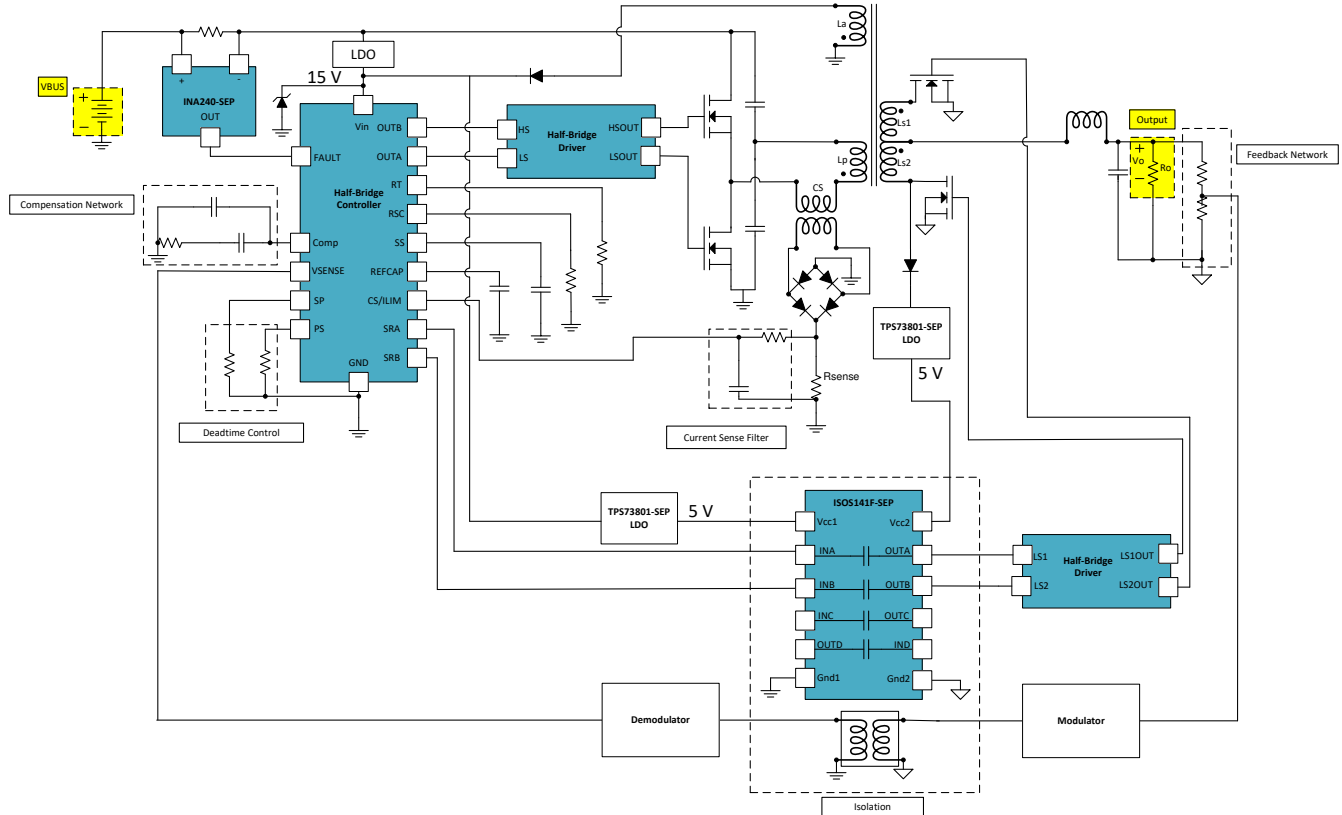 La
LDO
15 V
VBUS
+
−
+
-
INA240-SEP
OUT
Vin
OUTB
OUTA
FAULT
RT
RSC
Half-Bridge
Controller
Comp
SS
VSENSE
REFCAP
SP
CS/ILIM
PS
SRA
SRB
GND
HS
LS
Half-Bridge
Driver
HSOUT
LSOUT
Lp
CS
Ls1
Ls2
Output
+
Vo
−
Ro
Feedback Network
Compensation Network
Deadtime Control
TPS73801-SEP
LDO
5 V
Rsense
Current Sense Filter
TPS73801-SEP
LDO
5 V
ISOS141F-SEP
Vcc1
Vcc2
INA
OUTA
INB
OUTB
INC
OUTC
OUTD
IND
Gnd1
Gnd2
LS1
LS2
Half-Bridge
Driver
LS1OUT
LS2OUT
Demodulator
Modulator
Isolation